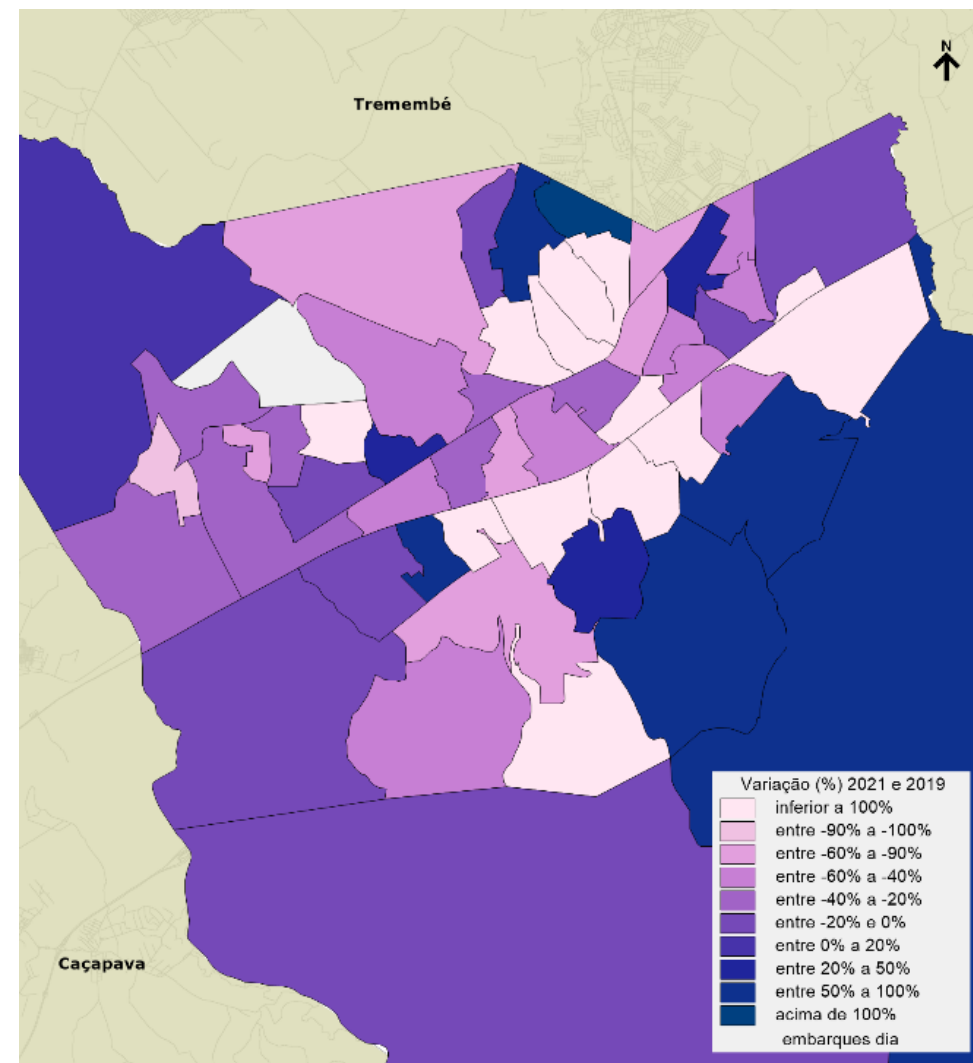 N
Tremembé
Variação (%) 2021 e 2019
inferior a 100%
entre -90% a -100%
entre -60% a -90%
entre -60% a -40%
entre -40% a -20%
entre -20% e 0%
entre 0% a 20%
entre 20% a 50%
entre 50% a 100%
acima de 100%
embarques dia
Caçapava